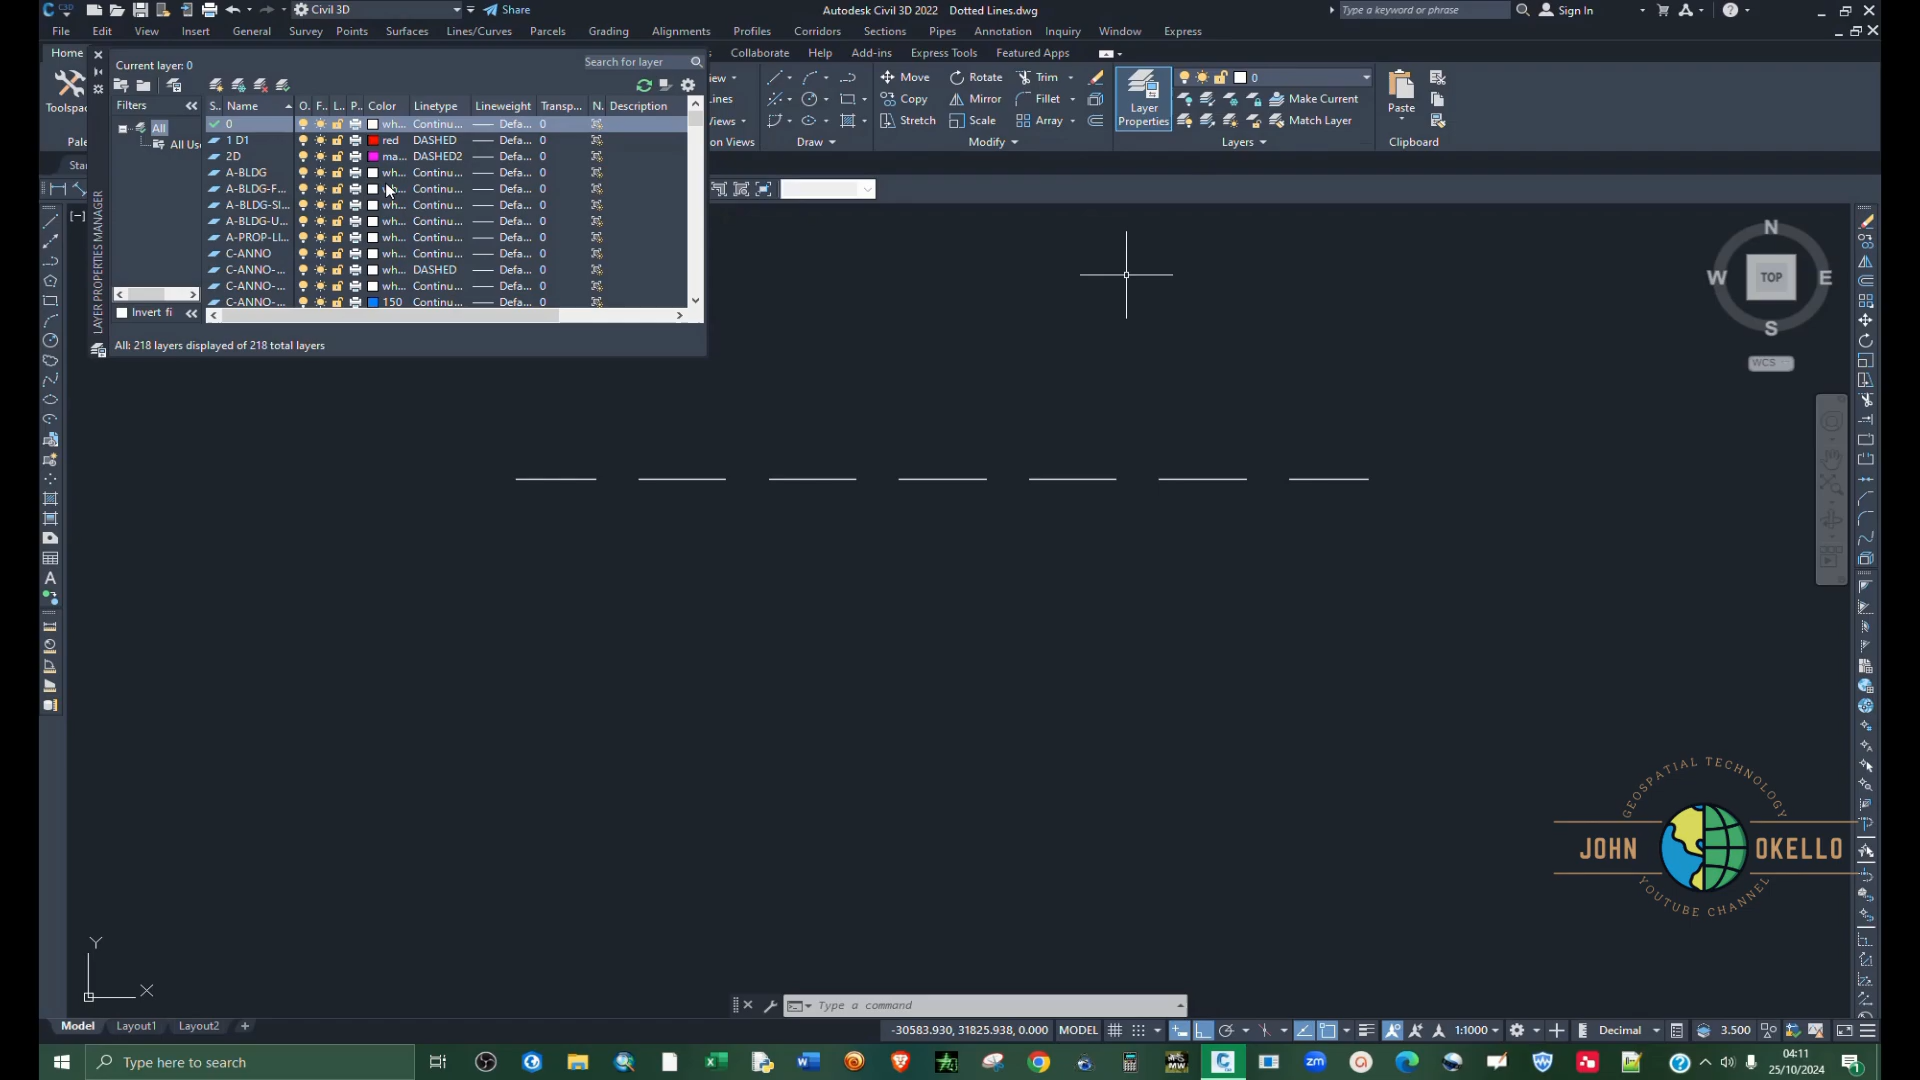 Civil 3D
Share
Autodesk Civil 3D 2022 Dotted Lines.dwg
Type a keyword or phrase
Sign In
File Edit View Insert General Survey Points Surfaces Lines/Curves Parcels Grading Alignments Profiles Corridors Sections Pipes Annotation Inquiry Window Express
Home
Collaborate Help Add-ins Express Tools Featured Apps
Current layer: 0
Search for layer
Move Rotate Trim
Copy Mirror Fillet
Stretch Scale Array
Layer
Properties
0
Make Current
Match Layer
Paste
Draw Modify Layers Clipboard
Filters
S.. Name O. F.. L.. P.. Color Linetype Lineweight Transp... N. Description
All
All Us
0 wh... Continu... Defa... 0
1 D1 red DASHED Defa... 0
2D ma... DASHED2 Defa... 0
A-BLDG wh... Continu... Defa... 0
A-BLDG-F... Continu... Defa... 0
A-BLDG-SI... wh... Continu... Defa... 0
A-BLDG-U... wh... Continu... Defa... 0
A-PROP-LI... wh... Continu... Defa... 0
C-ANNO wh... Continu... Defa... 0
C-ANNO-... wh... DASHED Defa... 0
C-ANNO-... wh... Continu... Defa... 0
C-ANNO-... 150 Continu... Defa... 0
Invert fi
All: 218 layers displayed of 218 total layers
LAYER PROPERTIES MANAGER
N
W TOP E
S
WCS
GEOSPATIAL TECHNOLOGY
JOHN OKELLO
YOUTUBE CHANNEL
Y
X
Type a command
Model Layout1 Layout2 +
-30583.930, 31825.938, 0.000 MODEL
1:1000
Decimal
3.500
Type here to search
04:11
25/10/2024